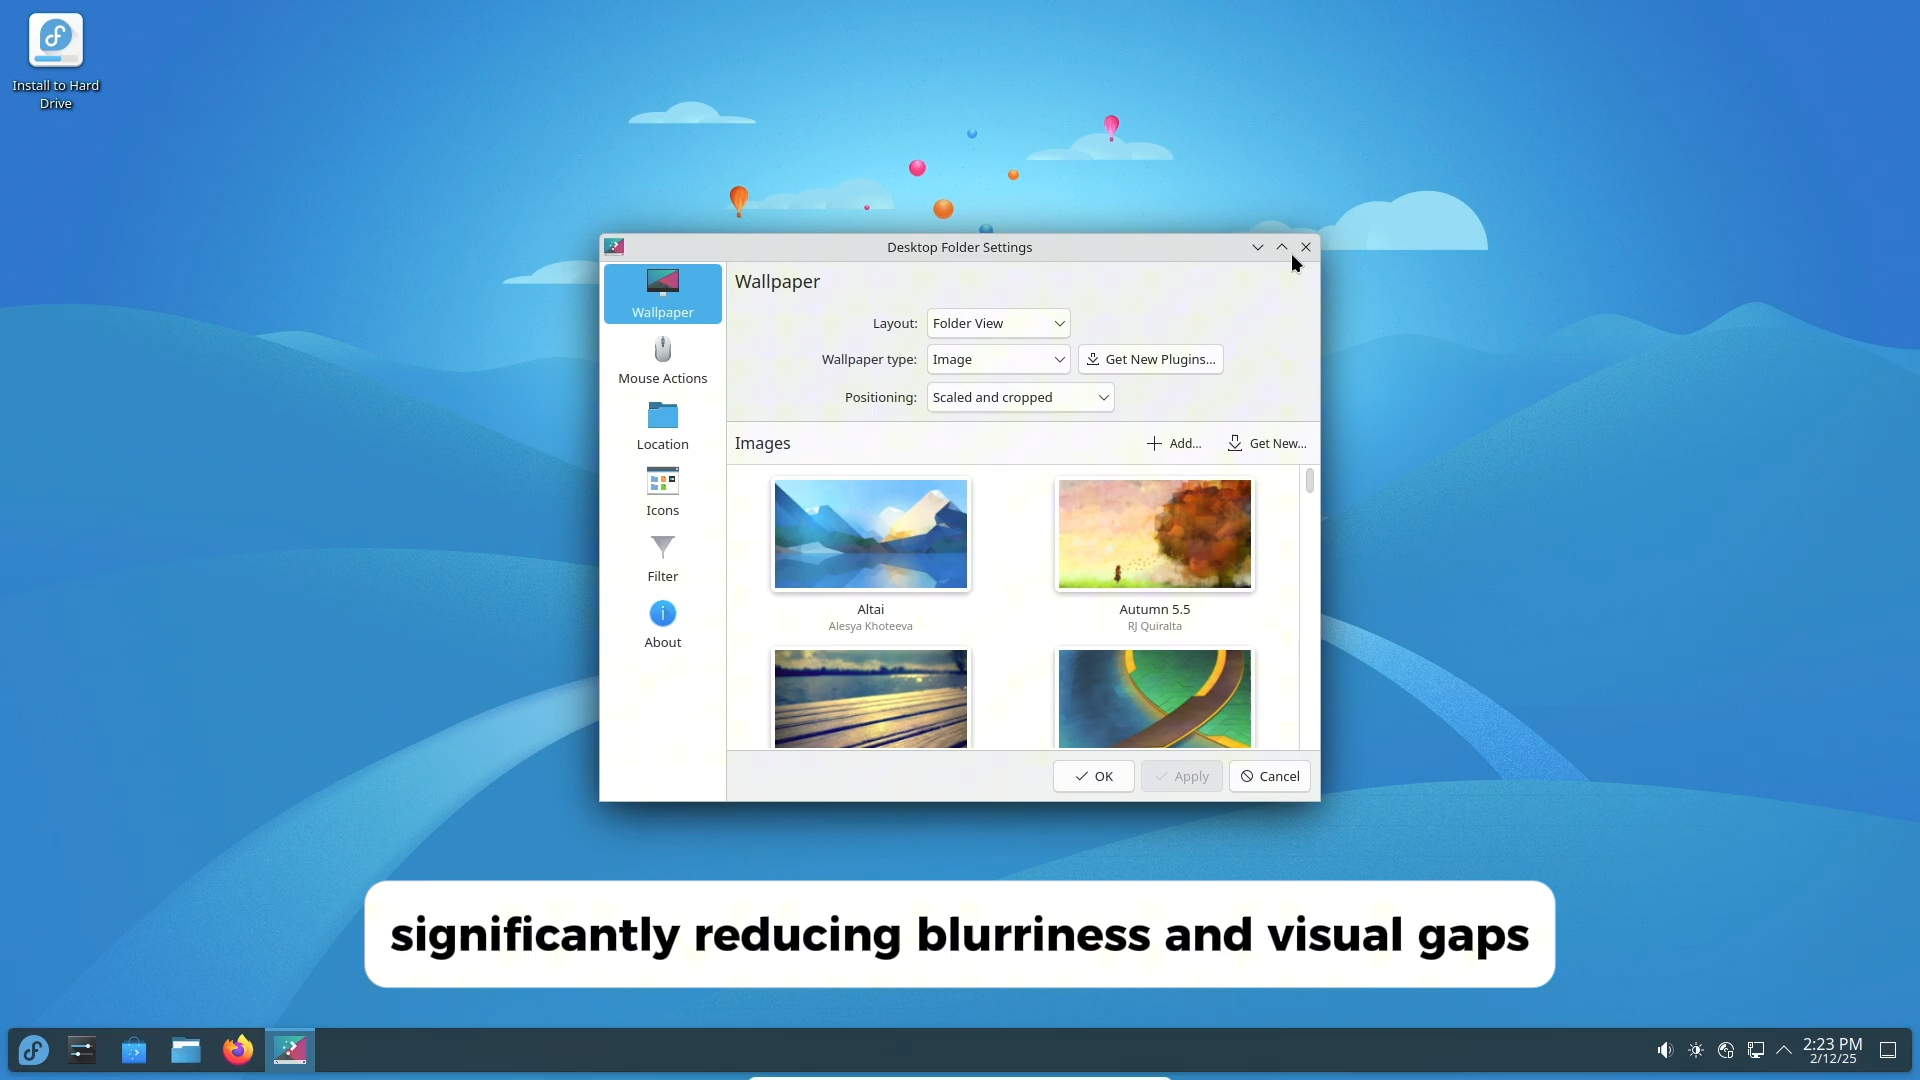 Install to Hard
Drive
Desktop Folder Settings
Wallpaper
Mouse Actions
Location
Icons
Filter
About
Wallpaper
Layout: Folder View
Wallpaper type: Image Get New Plugins...
Positioning: Scaled and cropped
Images Add... Get New...
Altai Autumn 5.5
Alesya Khoteeva RJ Quiralta
OK Apply Cancel
significantly reducing blurriness and visual gaps
2:23 PM
2/12/25